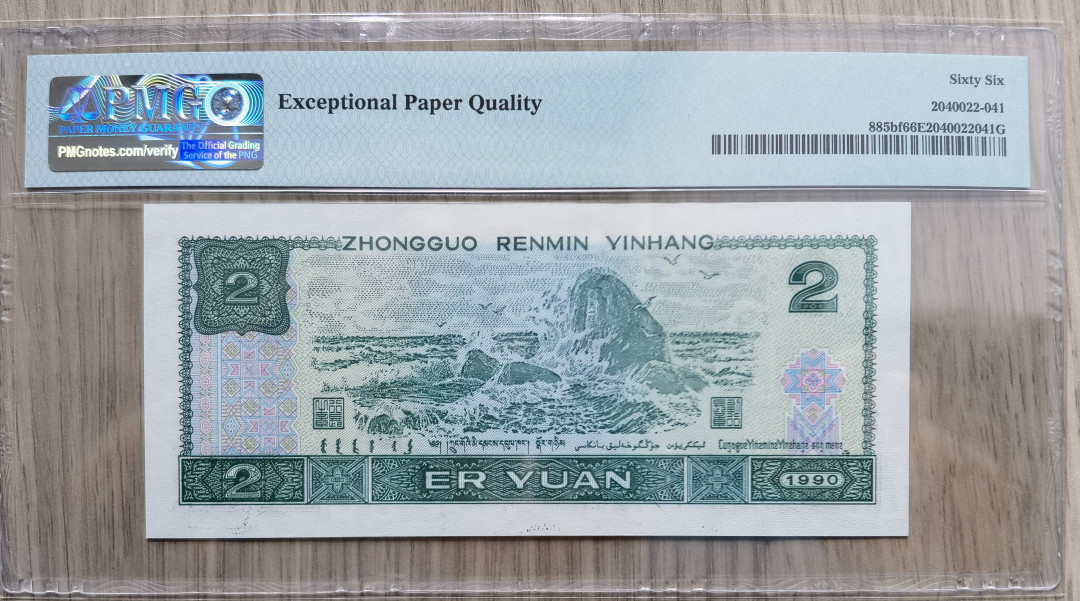 PMG
PAPER MONEY GUARANTY
PMGnotes.com/verify
The Official Grading
Service of the PNG
Exceptional Paper Quality
Sixty Six
2040022-041
885bf66E2040022041G
ZHONGGUO RENMIN YINHANG
2
2
2
ER YUAN
1990